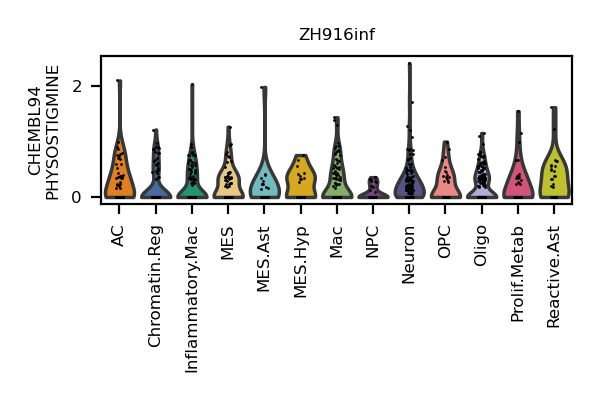 ZH916inf
CHEMBL94
PHYSOSTIGMINE
2
0
AC
Chromatin.Reg
Inflammatory.Mac
MES
MES.Ast
MES.Hyp
Mac
NPC
Neuron
OPC
Oligo
Prolif.Metab
Reactive.Ast